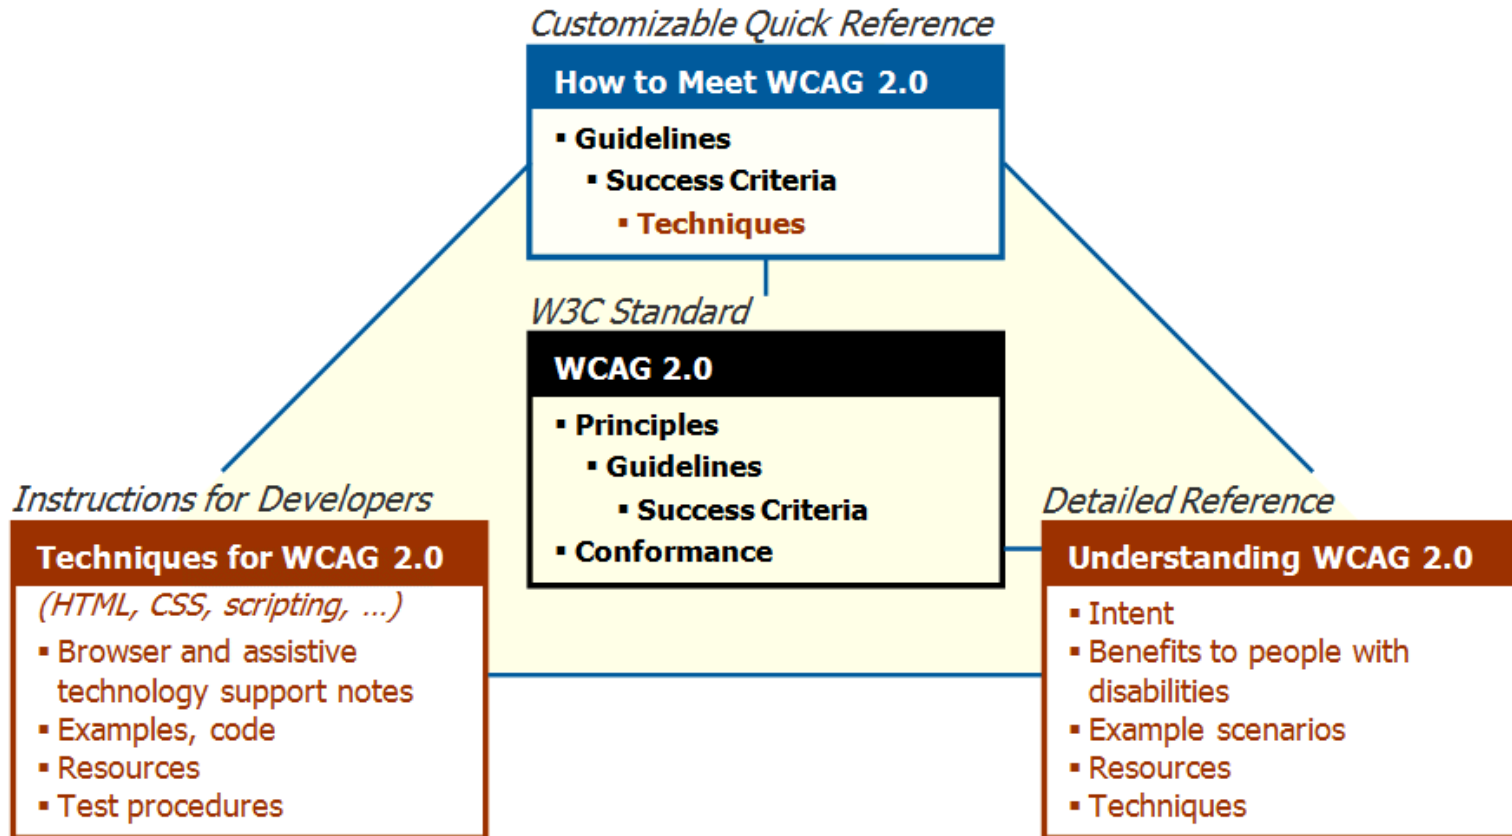 Customizable Quick Reference
How to Meet WCAG 2.0
▪ Guidelines
▪ Success Criteria
▪ Techniques
W3C Standard
WCAG 2.0
▪ Principles
▪ Guidelines
▪ Success Criteria
▪ Conformance
Instructions for Developers
Techniques for WCAG 2.0
(HTML, CSS, scripting, ...)
▪ Browser and assistive
technology support notes
▪ Examples, code
▪ Resources
▪ Test procedures
Detailed Reference
Understanding WCAG 2.0
▪ Intent
▪ Benefits to people with
disabilities
▪ Example scenarios
▪ Resources
▪ Techniques